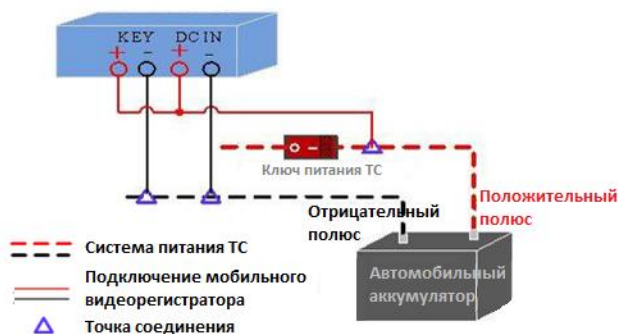 KEY DC IN
+ − + −
Ключ питания ТС
Положительный
полюс
Отрицательный
полюс
Система питания ТС
Автомобильный
аккумулятор
Подключение мобильного
видеорегистратора
Точка соединения